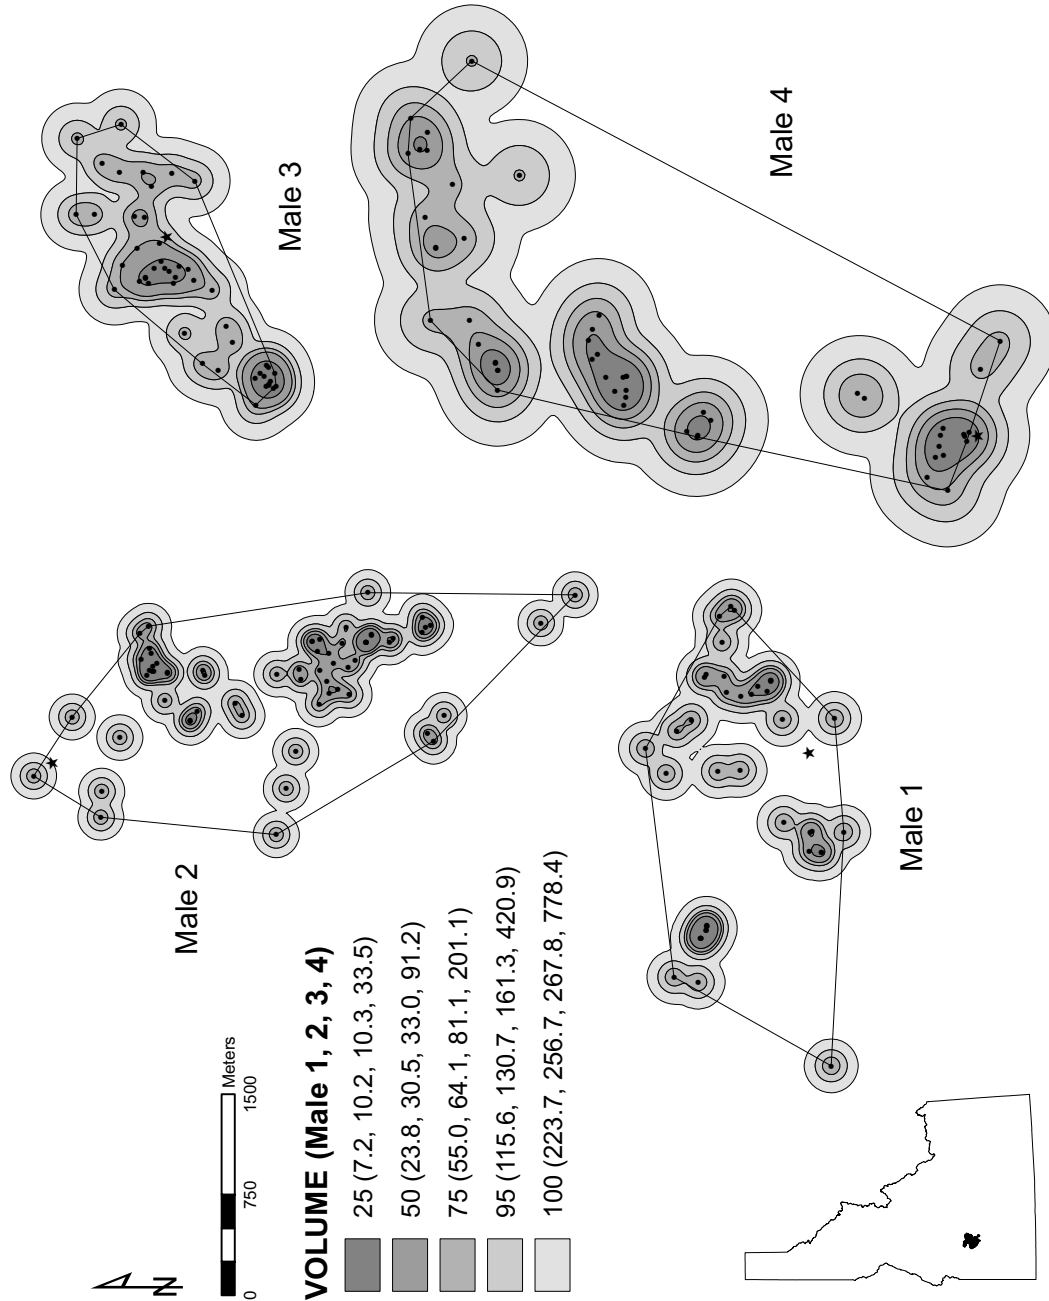 Male 3
Male 4
Male 2
Male 1
N
0 750 1500
Meters
VOLUME (Male 1, 2, 3, 4)
25 (7.2, 10.2, 10.3, 33.5)
50 (23.8, 30.5, 33.0, 91.2)
75 (55.0, 64.1, 81.1, 201.1)
95 (115.6, 130.7, 161.3, 420.9)
100 (223.7, 256.7, 267.8, 778.4)